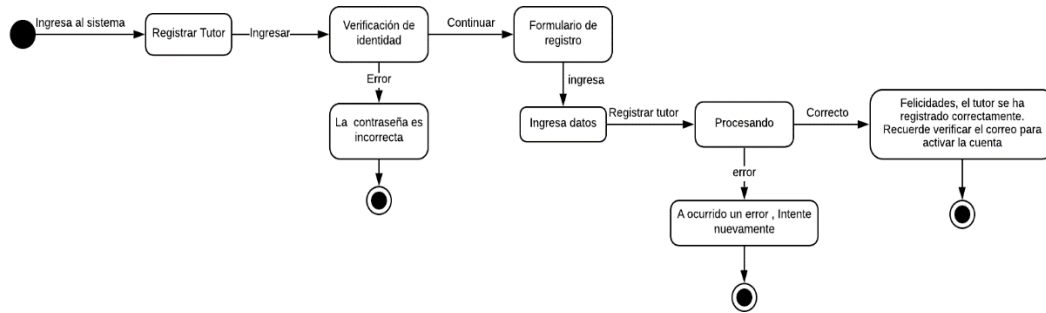 Ingresa al sistema
Registrar Tutor
Ingresar
Verificación de
identidad
Continuar
Formulario de
registro
Error
La contraseña es
incorrecta
ingresa
Ingresa datos
Registrar tutor
Procesando
Correcto
Felicidades, el tutor se ha
registrado correctamente.
Recuerde verificar el correo para
activar la cuenta
error
A ocurrido un error , Intente
nuevamente